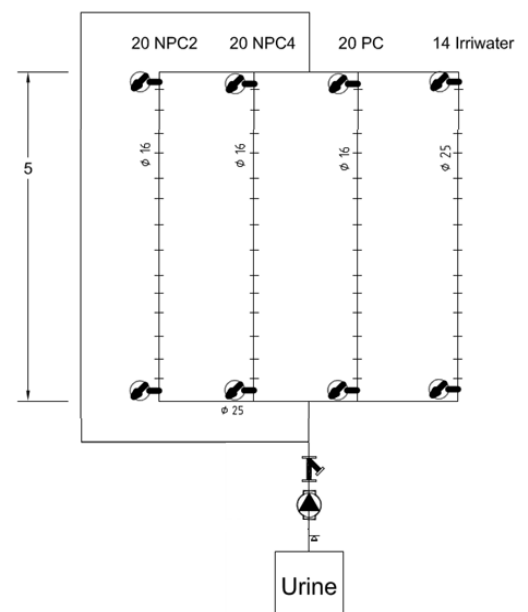 20 NPC2 20 NPC4 20 PC 14 Irriwater
5
ø 16 ø 16 ø 16 ø 25
ø 25
Urine